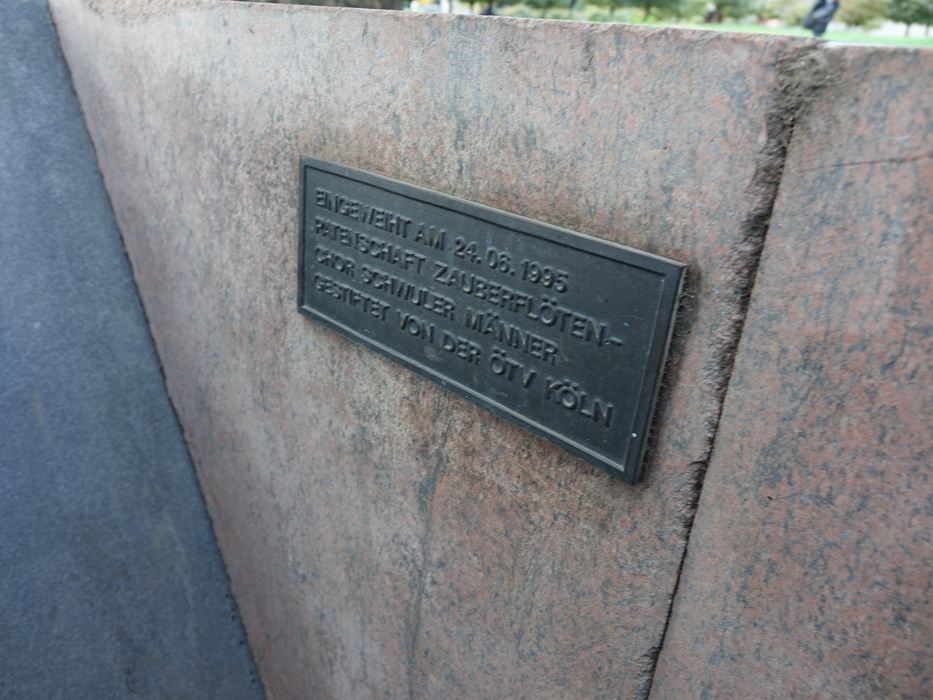 EINGEWEIHT AM 24.06.1995
PATENSCHAFT ZAUBERFLÖTEN-
CHOR SCHWULER MÄNNER
GESTIFTET VON DER ÖTV KÖLN